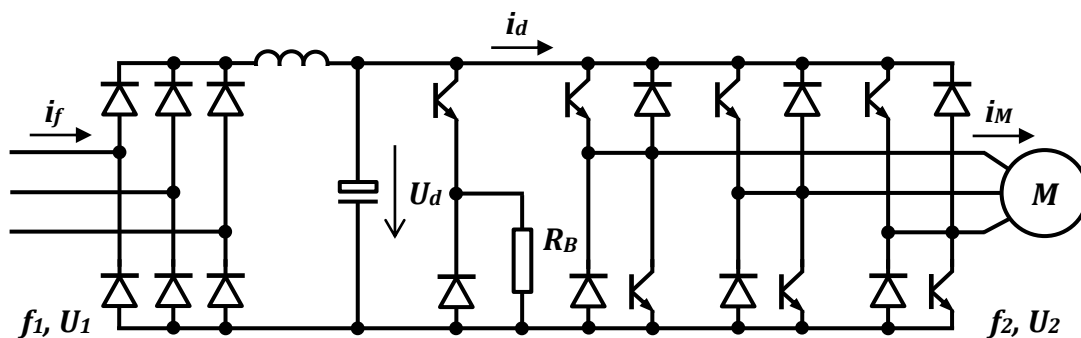 i_d
i_f
i_M
U_d
M
R_B
f_1, U_1
f_2, U_2